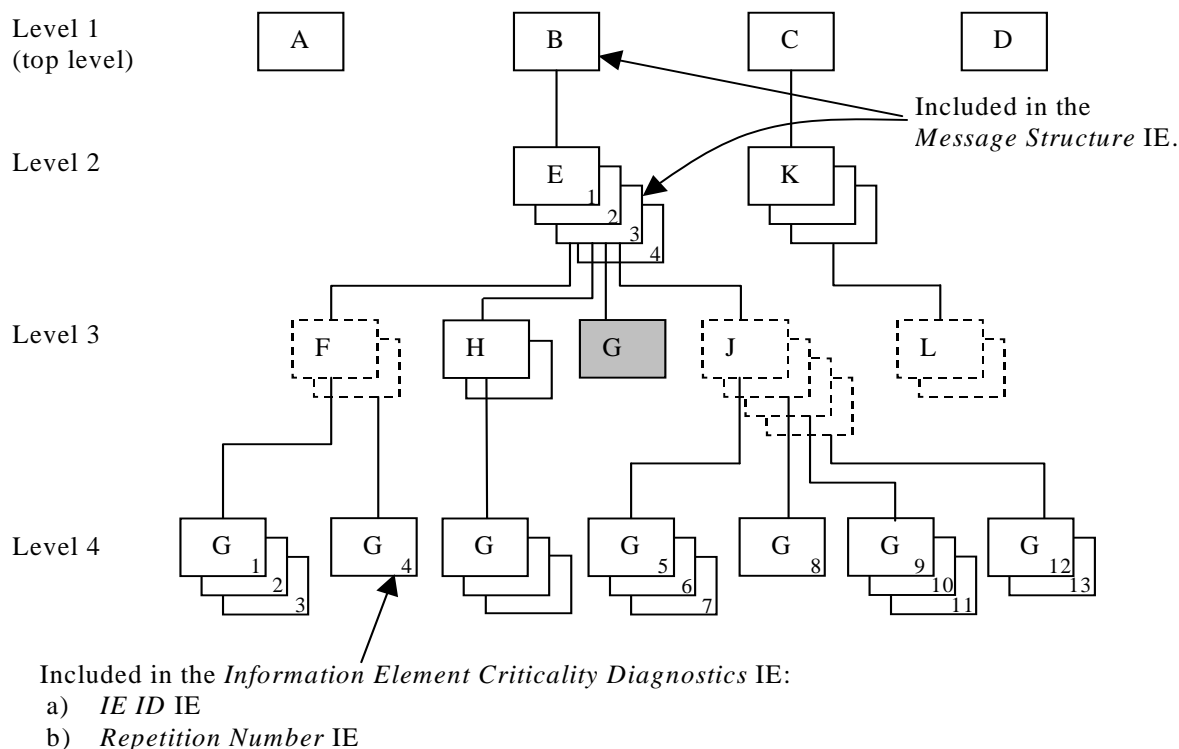 Level 1
(top level)
A
B
C
D
Included in the
Message Structure IE.
Level 2
E
1
2
3
4
K
Level 3
F
H
G
J
L
Level 4
G
1
2
3
G
4
G
G
5
6
7
G
8
G
9
10
11
G
12
13
Included in the Information Element Criticality Diagnostics IE:
a) IE ID IE
b) Repetition Number IE